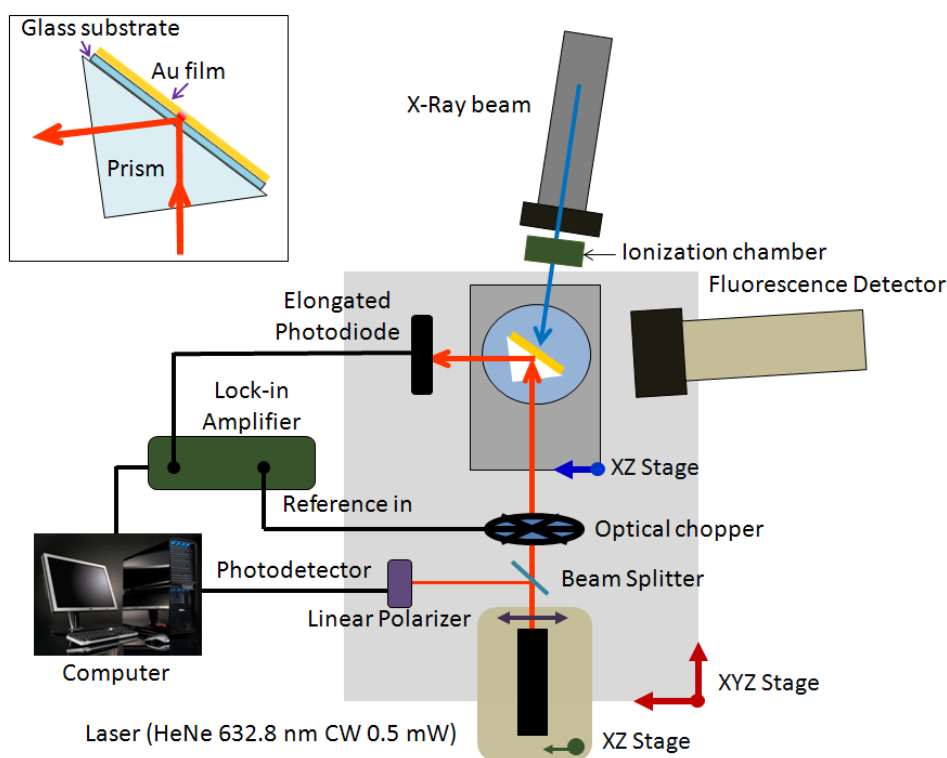 Glass substrate
Au film
Prism
X-Ray beam
Ionization chamber
Fluorescence Detector
Elongated
Photodiode
Lock-in
Amplifier
XZ Stage
Reference in
Optical chopper
Photodetector
Beam Splitter
Linear Polarizer
Computer
XYZ Stage
Laser (HeNe 632.8 nm CW 0.5 mW)
XZ Stage